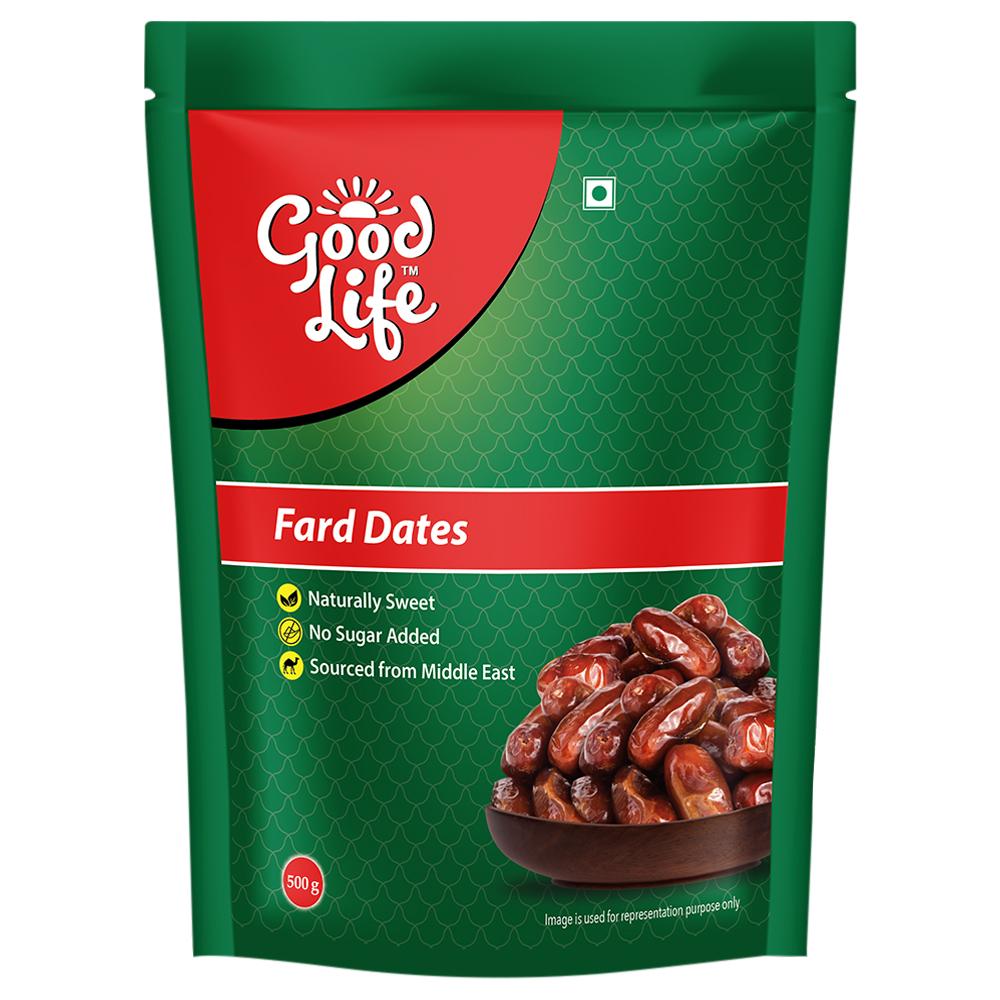 Good
Life™
Fard Dates
Naturally Sweet
No Sugar Added
Sourced from Middle East
500 g
Image is used for representation purpose only